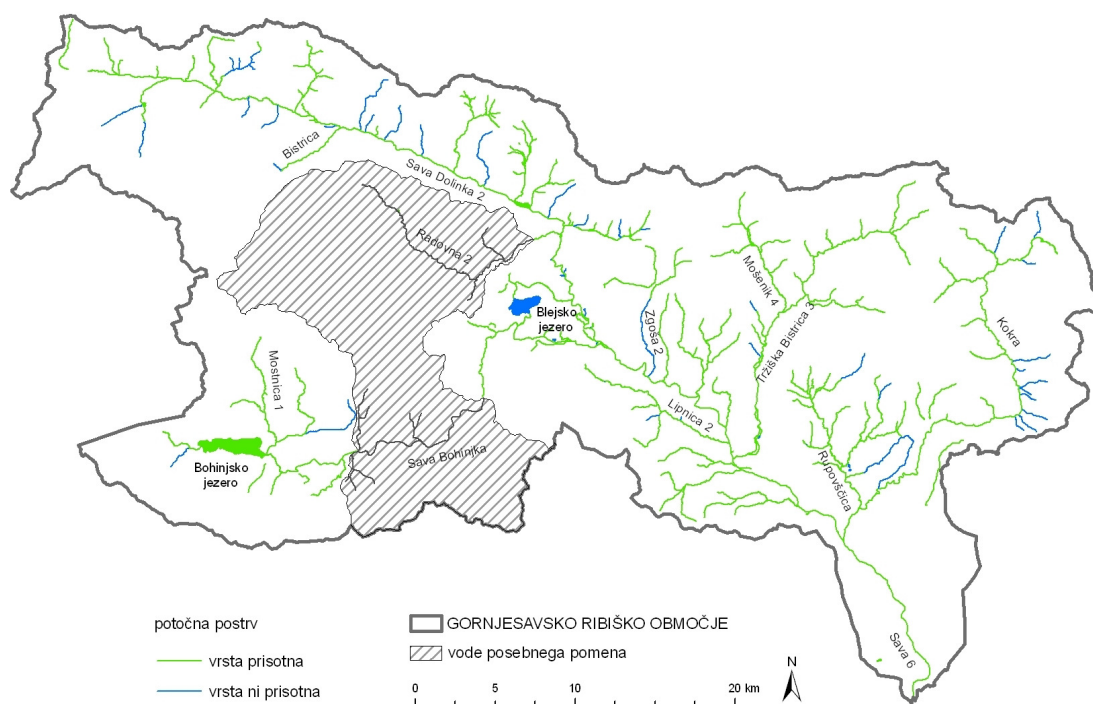 Bistrica
Sava Dolinka 2
Radovna 2
Blejsko
jezero
Zgoša 2
Mošenik 4
Tržiška Bistrica 3
Kokra
Mostnica 1
Lipnica 2
Bohinjsko
jezero
Sava Bohinjka
Rupovščica
Sava 6
potočna postrv
vrsta prisotna
vrsta ni prisotna
GORNJESAVSKO RIBIŠKO OBMOČJE
vode posebnega pomena
0 5 10 20 km
N